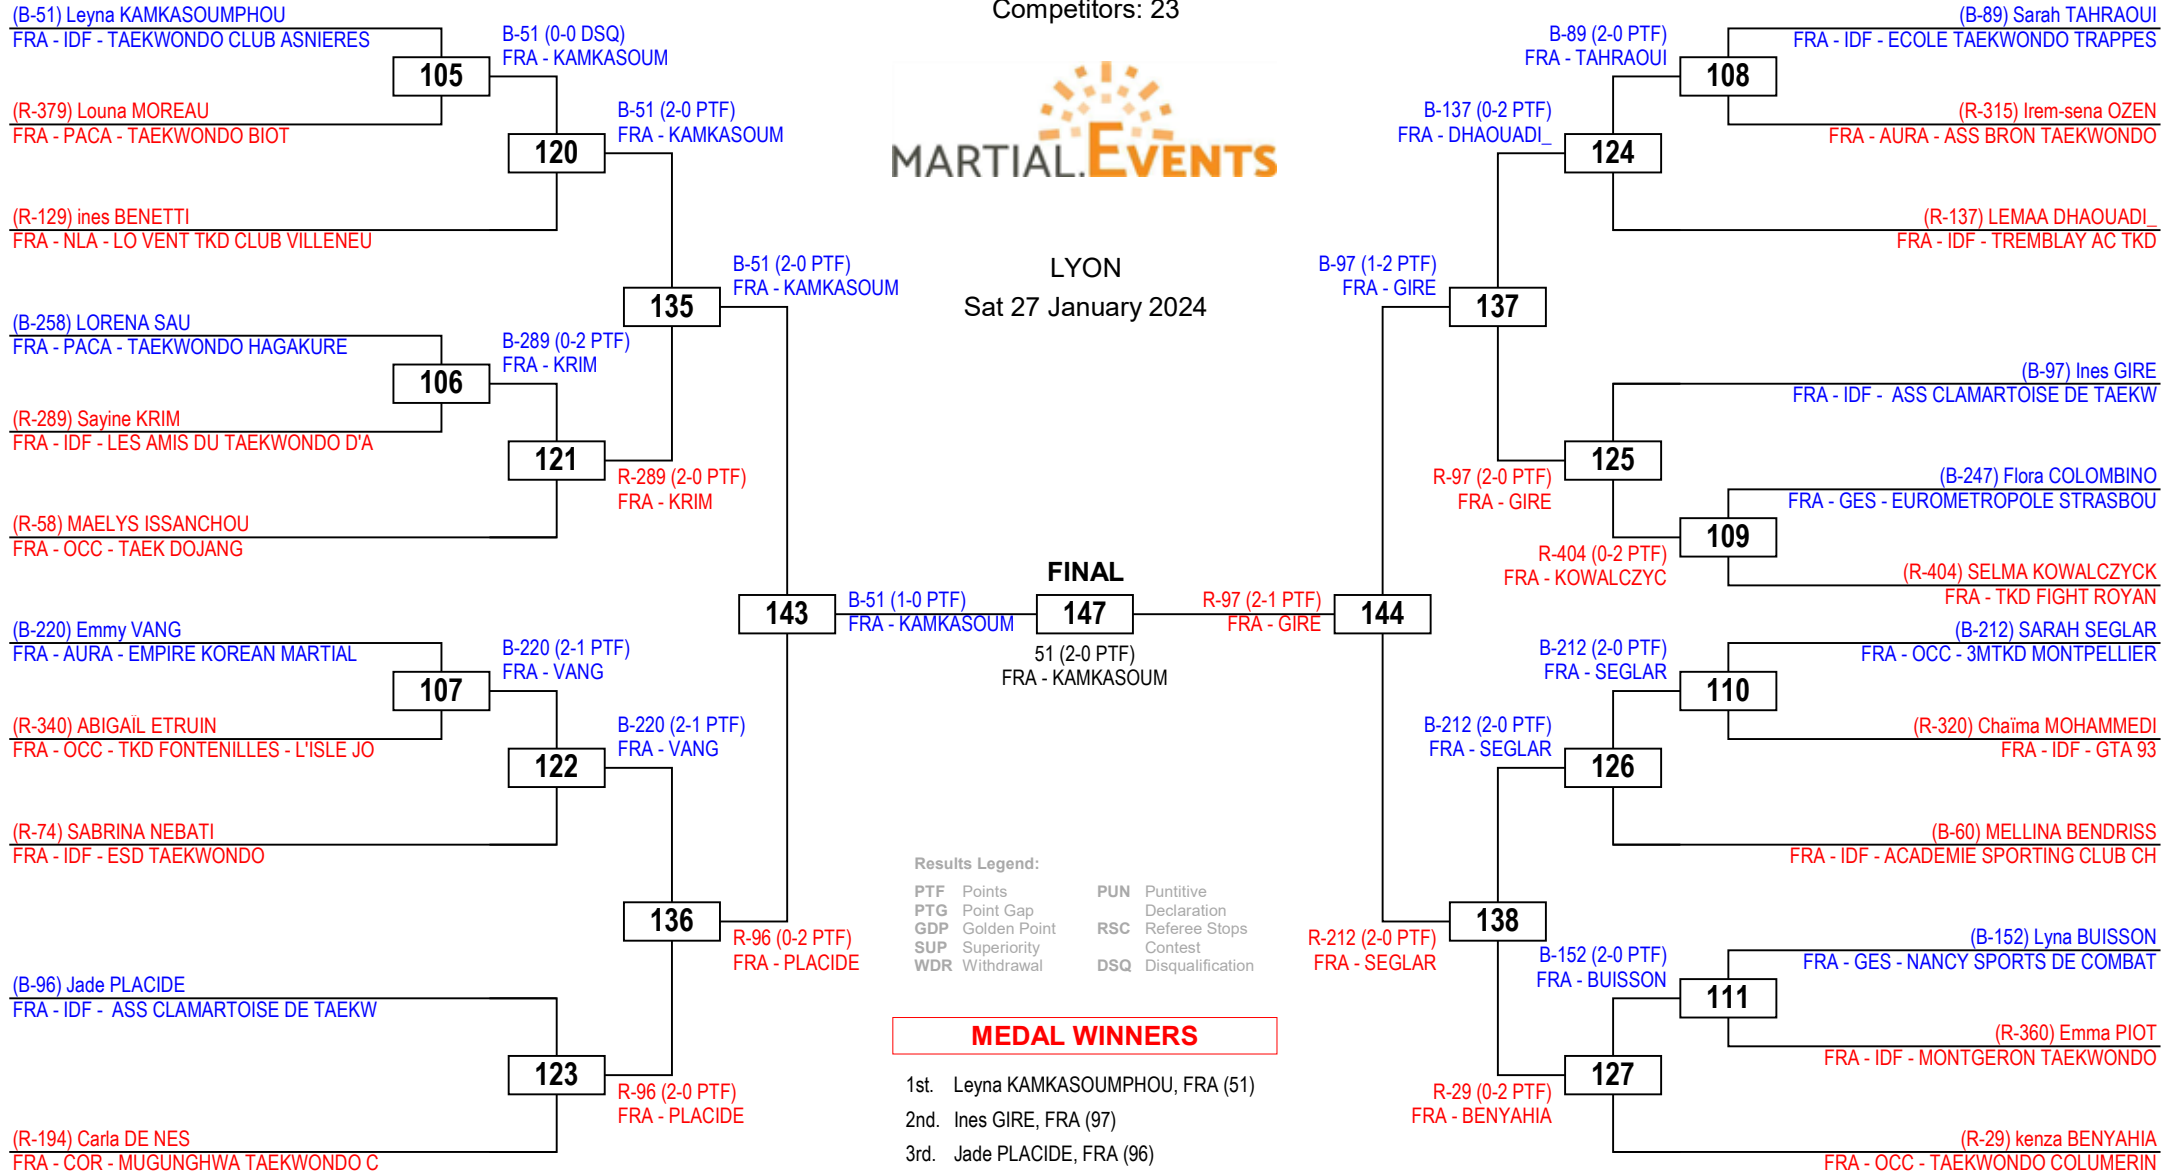 Competitors: 23
MARTIAL.EVENTS
LYON
Sat 27 January 2024
(B-51) Leyna KAMKASOUMPHOU
FRA - IDF - TAEKWONDO CLUB ASNIERES
105
(R-379) Louna MOREAU
FRA - PACA - TAEKWONDO BIOT
B-51 (0-0 DSQ)
FRA - KAMKASOUM
120
(R-129) ines BENETTI
FRA - NLA - LO VENT TKD CLUB VILLENEU
B-51 (2-0 PTF)
FRA - KAMKASOUM
135
(B-258) LORENA SAU
FRA - PACA - TAEKWONDO HAGAKURE
106
(R-289) Sayine KRIM
FRA - IDF - LES AMIS DU TAEKWONDO D'A
B-289 (0-2 PTF)
FRA - KRIM
121
(R-58) MAELYS ISSANCHOU
FRA - OCC - TAEK DOJANG
R-289 (2-0 PTF)
FRA - KRIM
B-51 (2-0 PTF)
FRA - KAMKASOUM
143
(B-220) Emmy VANG
FRA - AURA - EMPIRE KOREAN MARTIAL
107
(R-340) ABIGAÏL ETRUIN
FRA - OCC - TKD FONTENILLES - L'ISLE JO
B-220 (2-1 PTF)
FRA - VANG
122
(R-74) SABRINA NEBATI
FRA - IDF - ESD TAEKWONDO
B-220 (2-1 PTF)
FRA - VANG
136
(B-96) Jade PLACIDE
FRA - IDF -  ASS CLAMARTOISE DE TAEKW
123
(R-194) Carla DE NES
FRA - COR - MUGUNGHWA TAEKWONDO C
R-96 (2-0 PTF)
FRA - PLACIDE
R-96 (0-2 PTF)
FRA - PLACIDE
B-51 (1-0 PTF)
FRA - KAMKASOUM
FINAL
147
51 (2-0 PTF)
FRA - KAMKASOUM
R-97 (2-1 PTF)
FRA - GIRE
144
(B-89) Sarah TAHRAOUI
FRA - IDF - ECOLE TAEKWONDO TRAPPES
108
(R-315) Irem-sena OZEN
FRA - AURA - ASS BRON TAEKWONDO
B-89 (2-0 PTF)
FRA - TAHRAOUI
124
(R-137) LEMAA DHAOUADI_
FRA - IDF - TREMBLAY AC TKD
B-137 (0-2 PTF)
FRA - DHAOUADI_
137
B-97 (1-2 PTF)
FRA - GIRE
(B-97) Ines GIRE
FRA - IDF -  ASS CLAMARTOISE DE TAEKW
125
R-97 (2-0 PTF)
FRA - GIRE
(B-247) Flora COLOMBINO
FRA - GES - EUROMETROPOLE STRASBOU
109
(R-404) SELMA KOWALCZYCK
FRA - TKD FIGHT ROYAN
R-404 (0-2 PTF)
FRA - KOWALCZYC
(B-212) SARAH SEGLAR
FRA - OCC - 3MTKD MONTPELLIER
110
(R-320) Chaïma MOHAMMEDI
FRA - IDF - GTA 93
B-212 (2-0 PTF)
FRA - SEGLAR
126
(B-60) MELLINA BENDRISS
FRA - IDF - ACADEMIE SPORTING CLUB CH
B-212 (2-0 PTF)
FRA - SEGLAR
138
R-212 (2-0 PTF)
FRA - SEGLAR
(B-152) Lyna BUISSON
FRA - GES - NANCY SPORTS DE COMBAT
111
(R-360) Emma PIOT
FRA - IDF - MONTGERON TAEKWONDO
B-152 (2-0 PTF)
FRA - BUISSON
127
(R-29) kenza BENYAHIA
FRA - OCC - TAEKWONDO COLUMERIN
R-29 (0-2 PTF)
FRA - BENYAHIA
Results Legend:
PTF Points
PTG Point Gap
GDP Golden Point
SUP Superiority
WDR Withdrawal
PUN Puntitive
Declaration
RSC Referee Stops
Contest
DSQ Disqualification
MEDAL WINNERS
1st. Leyna KAMKASOUMPHOU, FRA (51)
2nd. Ines GIRE, FRA (97)
3rd. Jade PLACIDE, FRA (96)